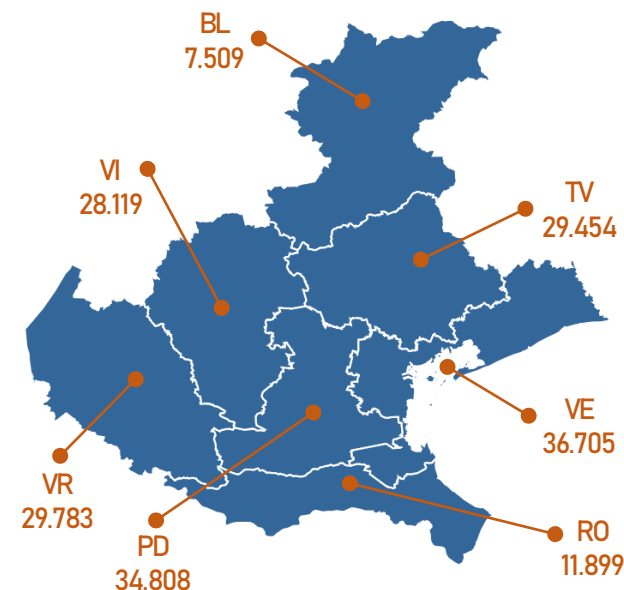 BL
7.509
VI
28.119
TV
29.454
VE
36.705
VR
29.783
PD
34.808
RO
11.899